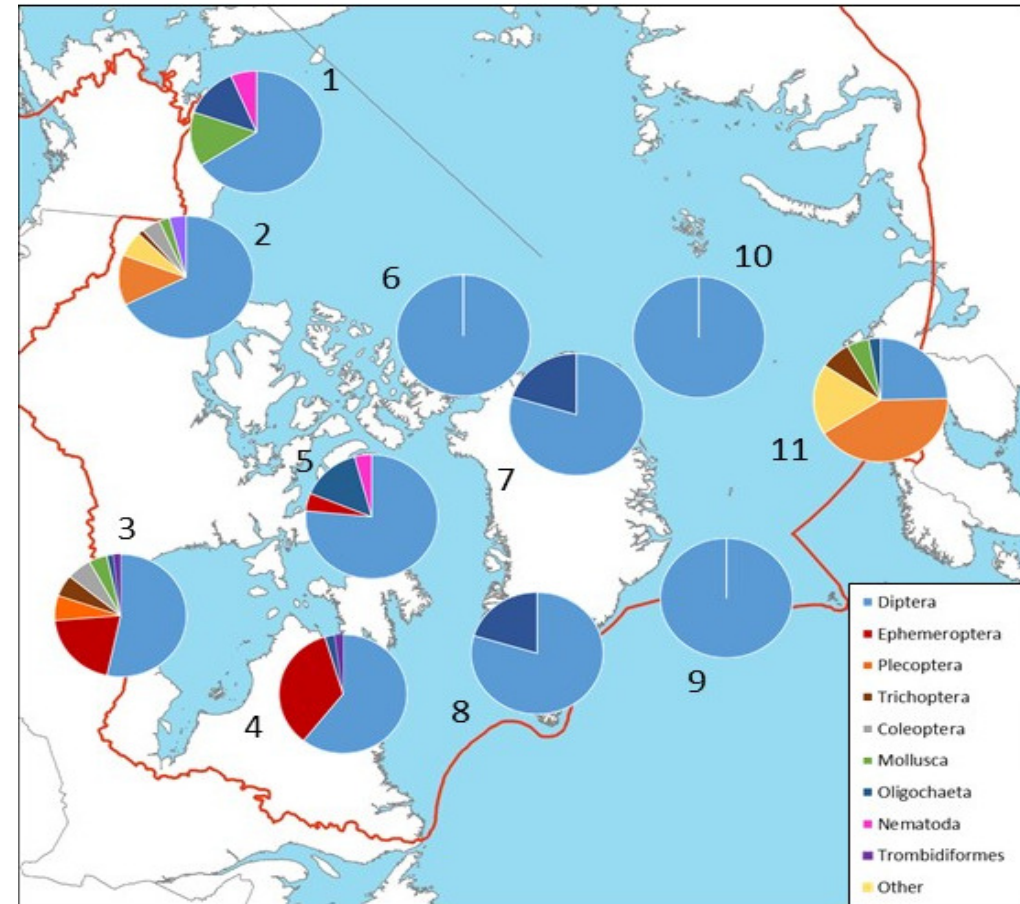 1
2
10
6
11
7
5
3
9
8
4
Diptera
Ephemeroptera
Plecoptera
Trichoptera
Coleoptera
Mollusca
Oligochaeta
Nematoda
Trombidiformes
Other